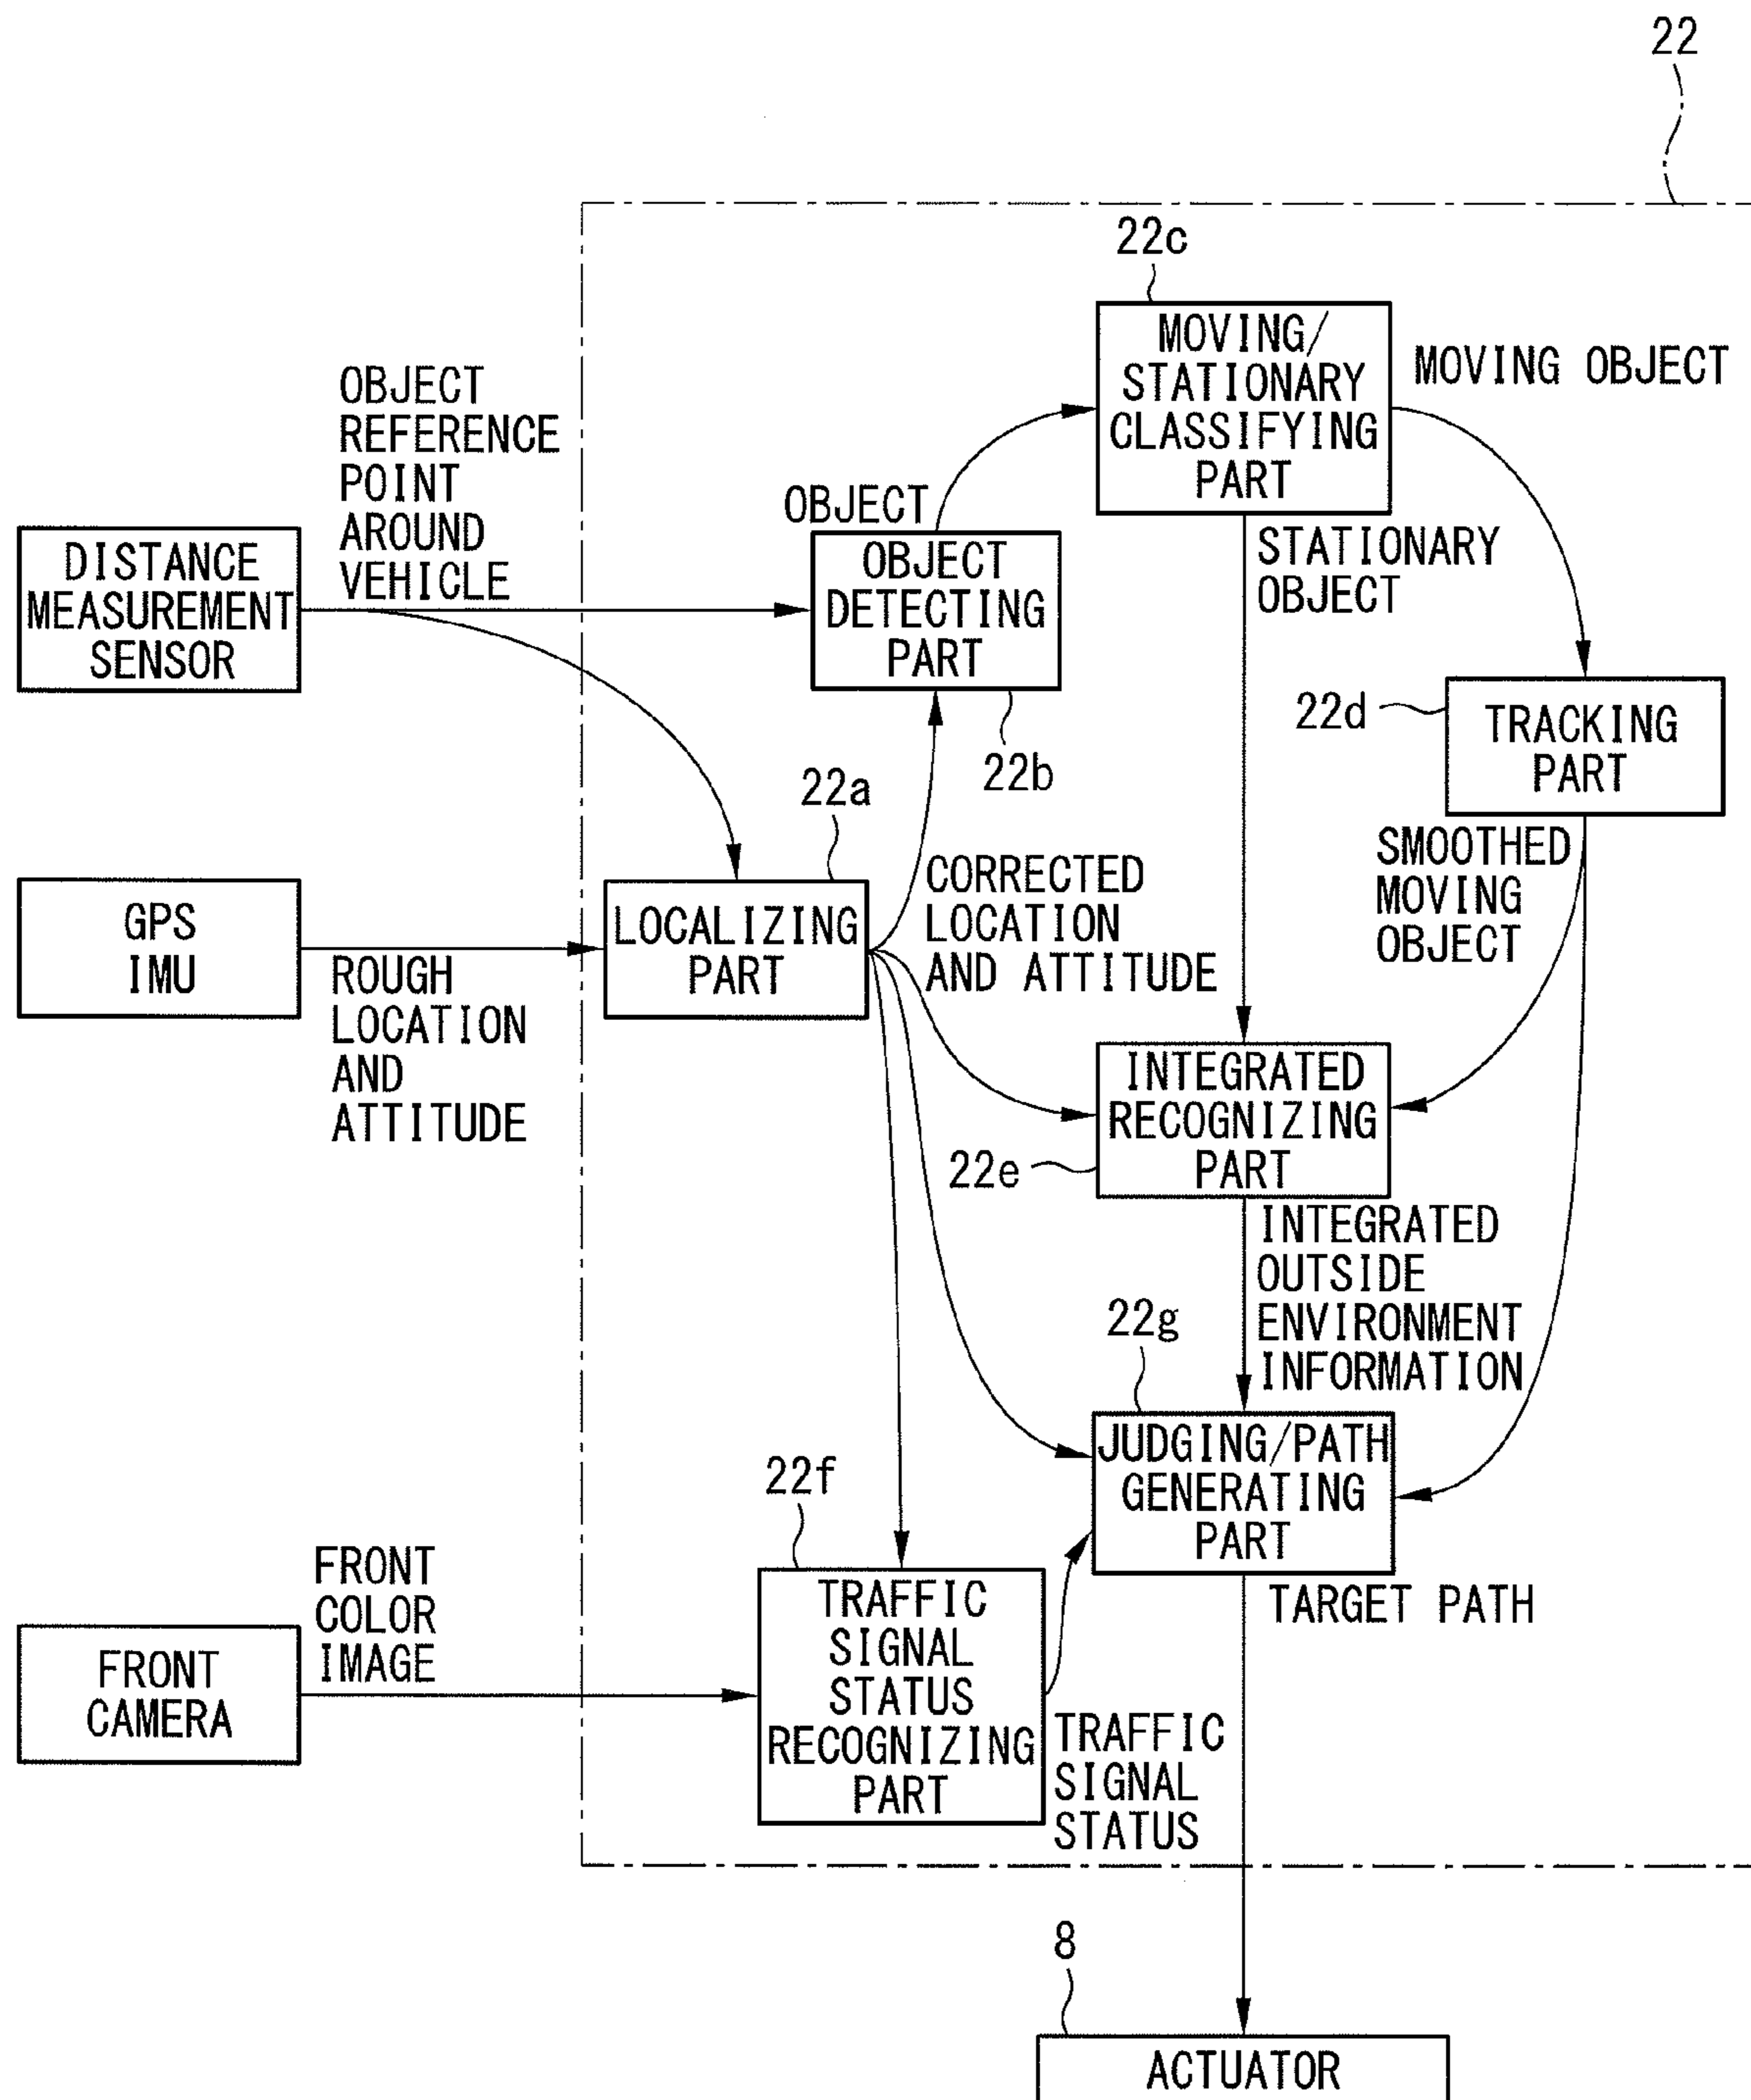 22
22c
MOVING/
STATIONARY
CLASSIFYING
PART
MOVING OBJECT
OBJECT
REFERENCE
POINT
AROUND
VEHICLE
OBJECT
STATIONARY
OBJECT
DISTANCE
MEASUREMENT
SENSOR
OBJECT
DETECTING
PART
22b
22d
TRACKING
PART
22a
SMOOTHED
MOVING
OBJECT
CORRECTED
LOCATION
AND ATTITUDE
GPS
IMU
LOCALIZING
PART
ROUGH
LOCATION
AND
ATTITUDE
INTEGRATED
RECOGNIZING
PART
22e
INTEGRATED
OUTSIDE
ENVIRONMENT
INFORMATION
22g
JUDGING/PATH
GENERATING
PART
22f
FRONT
COLOR
IMAGE
TARGET PATH
FRONT
CAMERA
TRAFFIC
SIGNAL
STATUS
RECOGNIZING
PART
TRAFFIC
SIGNAL
STATUS
8
ACTUATOR